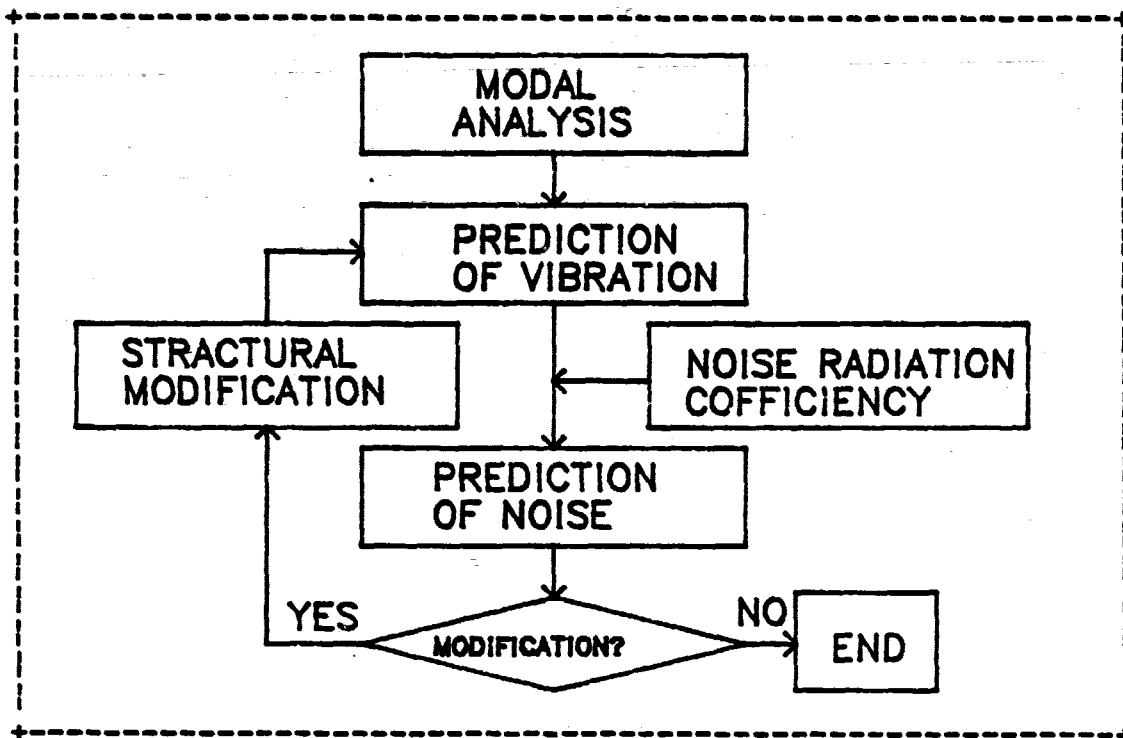 MODAL
ANALYSIS
PREDICTION
OF VIBRATION
STRACTURAL
MODIFICATION
NOISE RADIATION
COFFICIENCY
PREDICTION
OF NOISE
YES
MODIFICATION?
NO
END